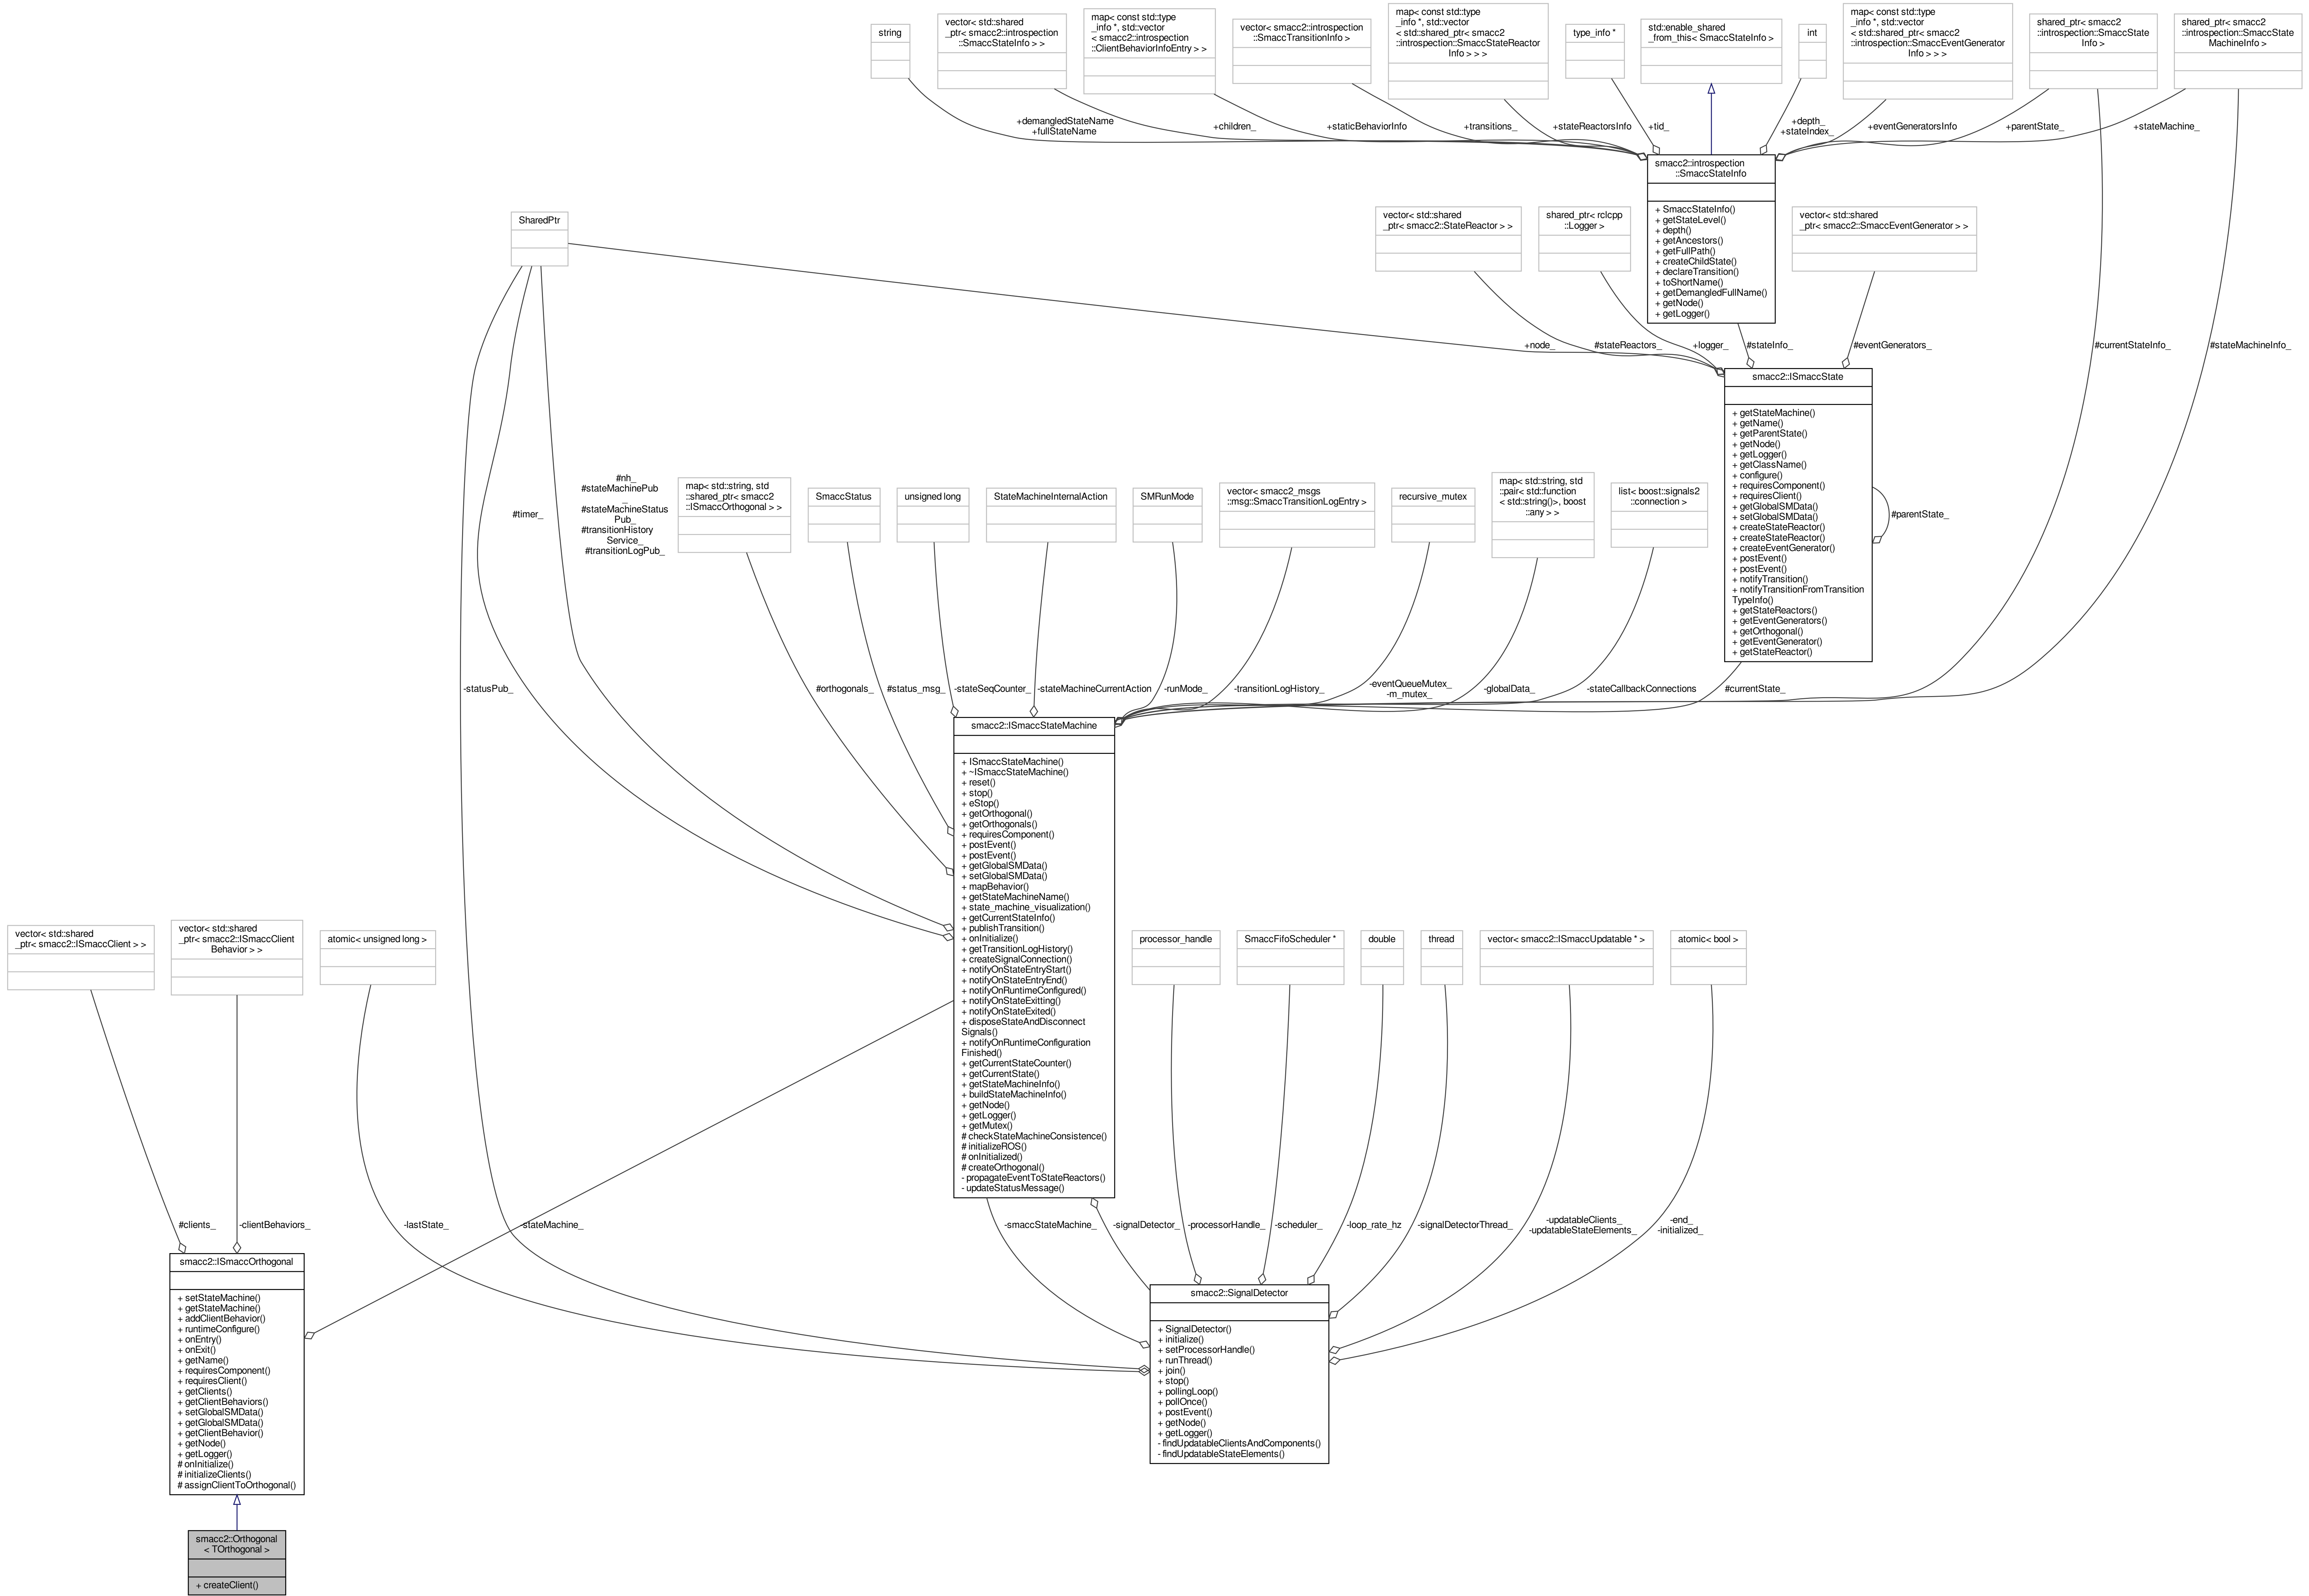 string
vector< std::shared
_ptr< smacc2::introspection
::SmaccStateInfo > >
map< const std::type
_info *, std::vector
< smacc2::introspection
::ClientBehaviorInfoEntry > >
vector< smacc2::introspection
::SmaccTransitionInfo >
map< const std::type
_info *, std::vector
< std::shared_ptr< smacc2
::introspection::SmaccStateReactor
Info > > >
type_info *
std::enable_shared
_from_this< SmaccStateInfo >
int
map< const std::type
_info *, std::vector
< std::shared_ptr< smacc2
::introspection::SmaccEventGenerator
Info > > >
shared_ptr< smacc2
::introspection::SmaccState
Info >
shared_ptr< smacc2
::introspection::SmaccState
MachineInfo >
+demangledStateName
+fullStateName
+children_
+staticBehaviorInfo
+transitions_
+stateReactorsInfo
+tid_
+depth_
+stateIndex_
+eventGeneratorsInfo
+parentState_
+stateMachine_
smacc2::introspection
::SmaccStateInfo
+ SmaccStateInfo()
+ getStateLevel()
+ depth()
+ getAncestors()
+ getFullPath()
+ createChildState()
+ declareTransition()
+ toShortName()
+ getDemangledFullName()
+ getNode()
+ getLogger()
SharedPtr
vector< std::shared
_ptr< smacc2::StateReactor > >
shared_ptr< rclcpp
::Logger >
vector< std::shared
_ptr< smacc2::SmaccEventGenerator > >
+node_
#stateReactors_
+logger_
#stateInfo_
#eventGenerators_
#currentStateInfo_
#stateMachineInfo_
smacc2::ISmaccState
+ getStateMachine()
+ getName()
+ getParentState()
+ getNode()
+ getLogger()
+ getClassName()
+ configure()
+ requiresComponent()
+ requiresClient()
+ getGlobalSMData()
+ setGlobalSMData()
+ createStateReactor()
+ createStateReactor()
+ createEventGenerator()
+ postEvent()
+ postEvent()
+ notifyTransition()
+ notifyTransitionFromTransition
TypeInfo()
+ getStateReactors()
+ getEventGenerators()
+ getOrthogonal()
+ getEventGenerator()
+ getStateReactor()
#parentState_
#timer_
#nh_
#stateMachinePub
_
#stateMachineStatus
Pub_
#transitionHistory
Service_
#transitionLogPub_
map< std::string, std
::shared_ptr< smacc2
::ISmaccOrthogonal > >
SmaccStatus
unsigned long
StateMachineInternalAction
SMRunMode
vector< smacc2_msgs
::msg::SmaccTransitionLogEntry >
recursive_mutex
map< std::string, std
::pair< std::function
< std::string()>, boost
::any > >
list< boost::signals2
::connection >
-statusPub_
#orthogonals_
#status_msg_
-stateSeqCounter_
-stateMachineCurrentAction
-runMode_
-transitionLogHistory_
-eventQueueMutex_
-m_mutex_
-globalData_
-stateCallbackConnections
#currentState_
smacc2::ISmaccStateMachine
+ ISmaccStateMachine()
+ ~ISmaccStateMachine()
+ reset()
+ stop()
+ eStop()
+ getOrthogonal()
+ getOrthogonals()
+ requiresComponent()
+ postEvent()
+ postEvent()
+ getGlobalSMData()
+ setGlobalSMData()
+ mapBehavior()
+ getStateMachineName()
+ state_machine_visualization()
+ getCurrentStateInfo()
+ publishTransition()
+ onInitialize()
+ getTransitionLogHistory()
+ createSignalConnection()
+ notifyOnStateEntryStart()
+ notifyOnStateEntryEnd()
+ notifyOnRuntimeConfigured()
+ notifyOnStateExitting()
+ notifyOnStateExited()
+ disposeStateAndDisconnect
Signals()
+ notifyOnRuntimeConfiguration
Finished()
+ getCurrentStateCounter()
+ getCurrentState()
+ getStateMachineInfo()
+ buildStateMachineInfo()
+ getNode()
+ getLogger()
+ getMutex()
# checkStateMachineConsistence()
# initializeROS()
# onInitialized()
# createOrthogonal()
- propagateEventToStateReactors()
- updateStatusMessage()
vector< std::shared
_ptr< smacc2::ISmaccClient > >
vector< std::shared
_ptr< smacc2::ISmaccClient
Behavior > >
atomic< unsigned long >
processor_handle
SmaccFifoScheduler *
double
thread
vector< smacc2::ISmaccUpdatable * >
atomic< bool >
#clients_
-clientBehaviors_
-lastState_
-stateMachine_
-smaccStateMachine_
-signalDetector_
-processorHandle_
-scheduler_
-loop_rate_hz
-signalDetectorThread_
-updatableClients_
-updatableStateElements_
-end_
-initialized_
smacc2::ISmaccOrthogonal
+ setStateMachine()
+ getStateMachine()
+ addClientBehavior()
+ runtimeConfigure()
+ onEntry()
+ onExit()
+ getName()
+ requiresComponent()
+ requiresClient()
+ getClients()
+ getClientBehaviors()
+ setGlobalSMData()
+ getGlobalSMData()
+ getClientBehavior()
+ getNode()
+ getLogger()
# onInitialize()
# initializeClients()
# assignClientToOrthogonal()
smacc2::SignalDetector
+ SignalDetector()
+ initialize()
+ setProcessorHandle()
+ runThread()
+ join()
+ stop()
+ pollingLoop()
+ pollOnce()
+ postEvent()
+ getNode()
+ getLogger()
- findUpdatableClientsAndComponents()
- findUpdatableStateElements()
smacc2::Orthogonal
< TOrthogonal >
+ createClient()